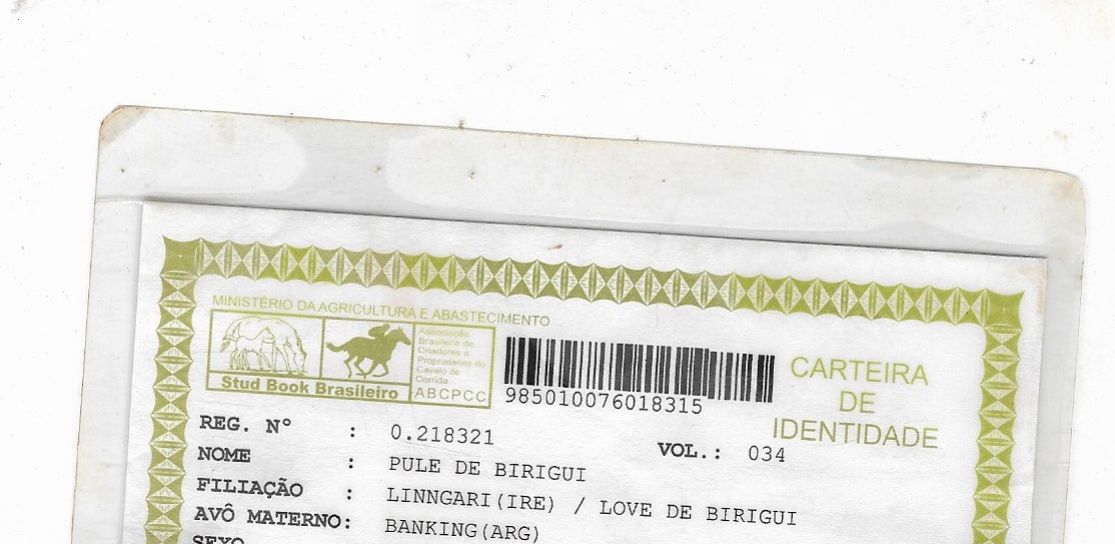 MINISTÉRIO DA AGRICULTURA E ABASTECIMENTO
Associação
Brasileira de
Criadores e
Proprietários do
Cavalo de
Corrida
Stud Book Brasileiro
ABCPCC
985010076018315
CARTEIRA
DE
IDENTIDADE
REG. Nº : 0.218321 VOL.: 034
NOME : PULE DE BIRIGUI
FILIAÇÃO : LINNGARI(IRE) / LOVE DE BIRIGUI
AVÔ MATERNO: BANKING(ARG)
SEXO